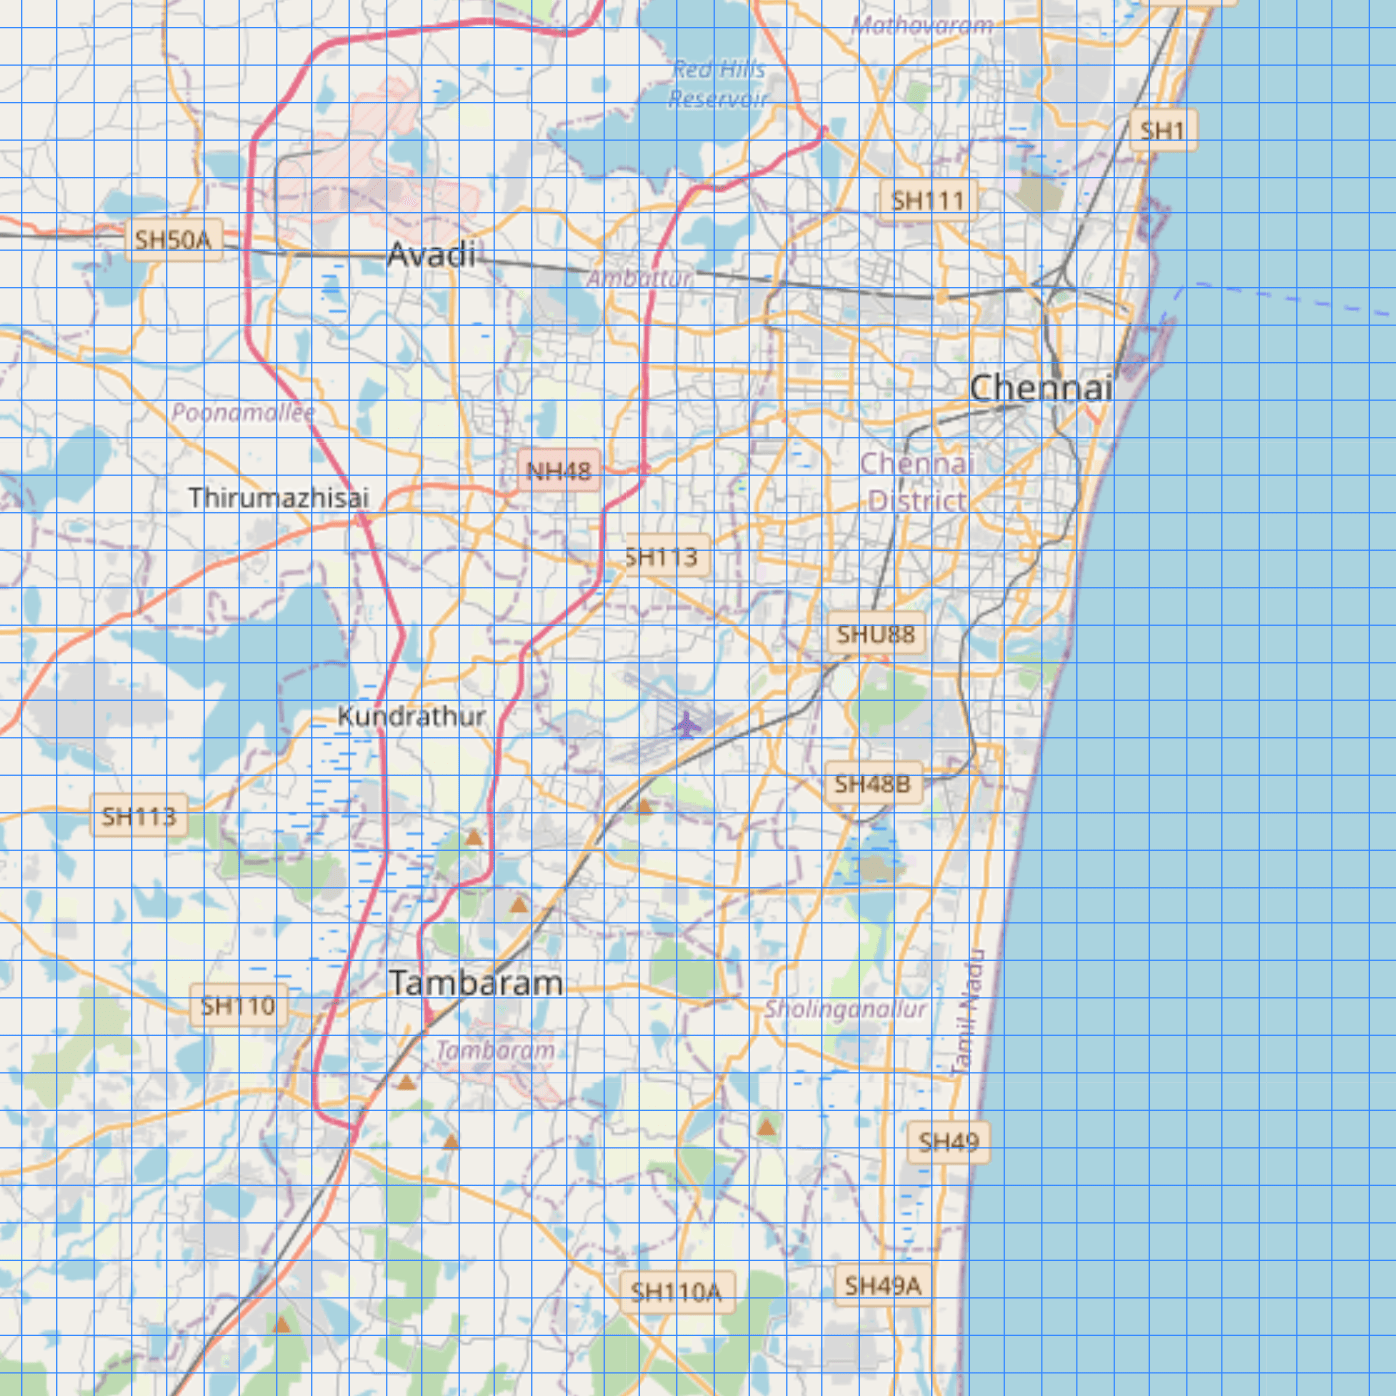 Mathavaram
Red Hills
Reservoir
SH1
SH111
SH50A
Avadi
Ambattur
Chennai
Poonamallee
NH48
Chennai
District
Thirumazhisai
SH113
SHU88
Kundrathur
SH48B
SH113
Tambaram
SH110
Sholinganallur
Tamil Nadu
Tambaram
SH49
SH49A
SH110A